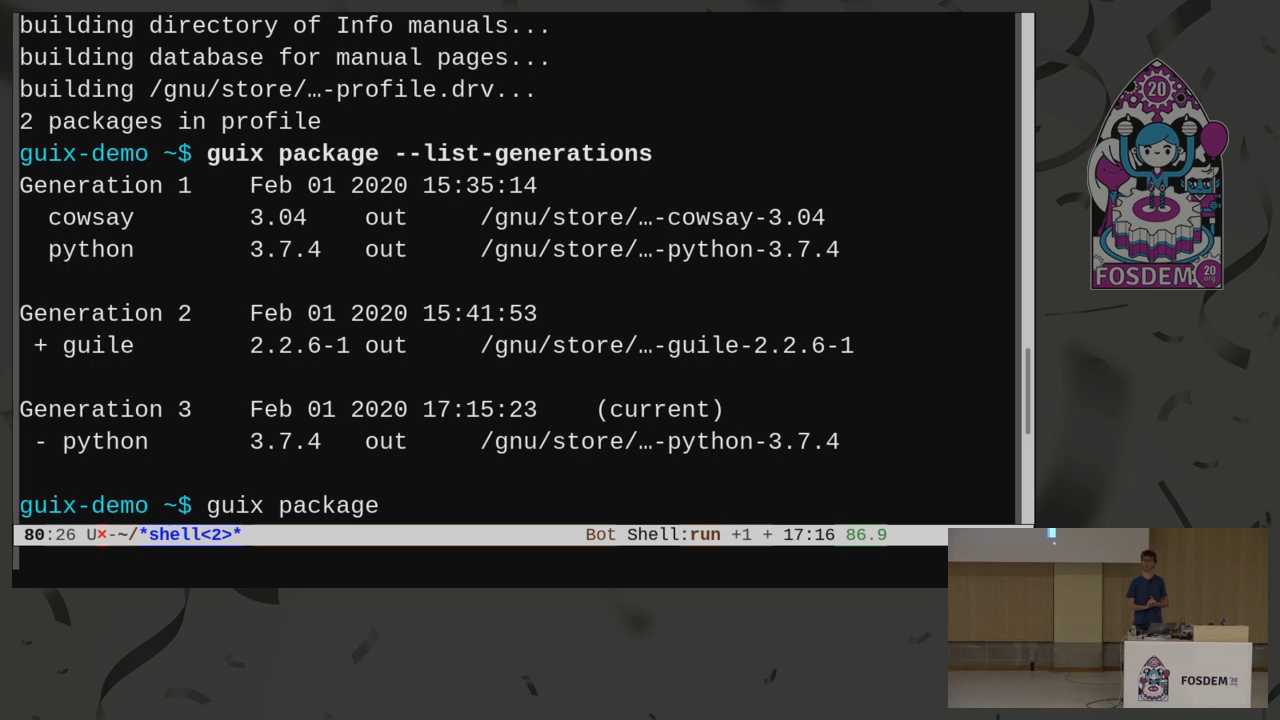 building directory of Info manuals...
building database for manual pages...
building /gnu/store/…-profile.drv...
2 packages in profile
guix-demo ~$ guix package --list-generations
Generation 1    Feb 01 2020 15:35:14
  cowsay        3.04    out     /gnu/store/…-cowsay-3.04
  python        3.7.4   out     /gnu/store/…-python-3.7.4
Generation 2    Feb 01 2020 15:41:53
 + guile        2.2.6-1 out     /gnu/store/…-guile-2.2.6-1
Generation 3    Feb 01 2020 17:15:23    (current)
 - python       3.7.4   out     /gnu/store/…-python-3.7.4
guix-demo ~$ guix package
80:26 U×-~/*shell<2>* Bot Shell:run +1 + 17:16 86.9
20
FOSDEM 20 .org
FOSDEM '20